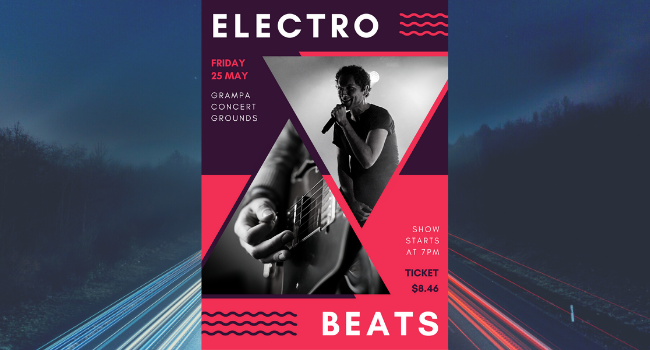 ELECTRO
FRIDAY
25 MAY
GRAMPA
CONCERT
GROUNDS
SHOW
STARTS
AT 7PM
TICKET
$8.46
BEATS